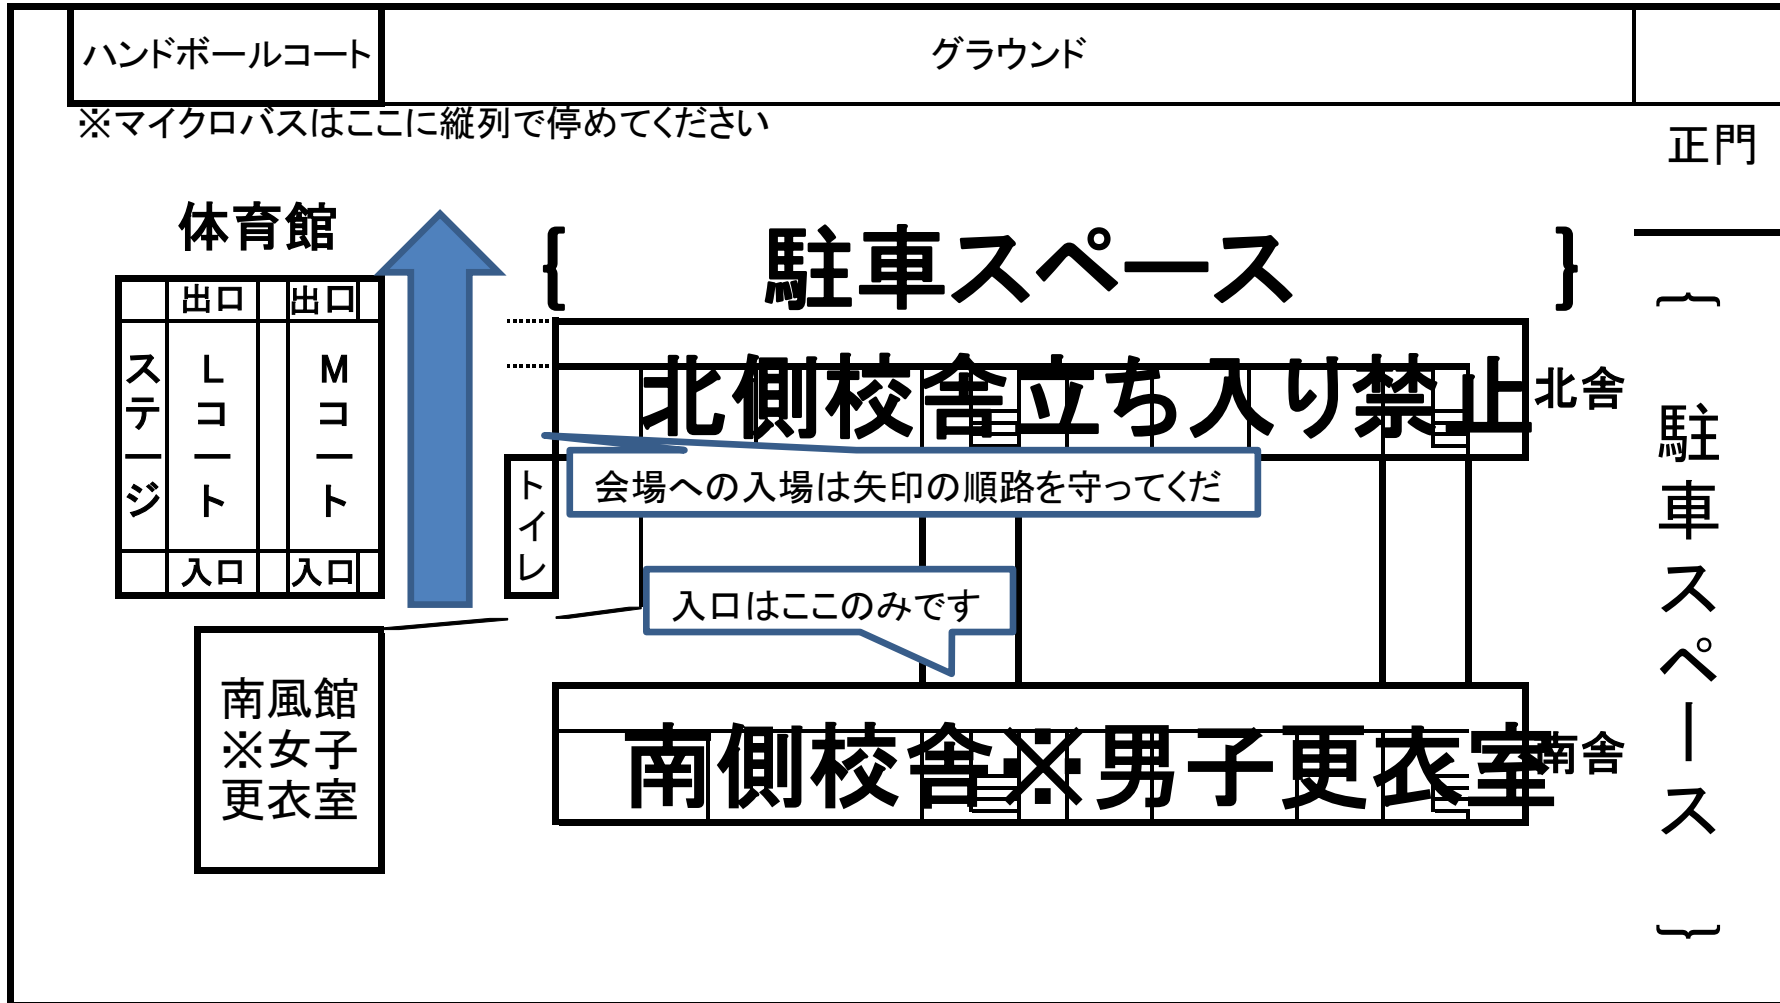 ハンドボールコート
グラウンド
※マイクロバスはここに縦列で停めてください
正門
体育館
{ 駐車スペース }
出口
出口
ステージ
Lコート
Mコート
入口
入口
北側校舎立ち入り禁止
北舎
会場への入場は矢印の順路を守ってくだ
トイレ
入口はここのみです
{駐車スペース}
南風館
※女子
更衣室
南側校舎※男子更衣室
南舎